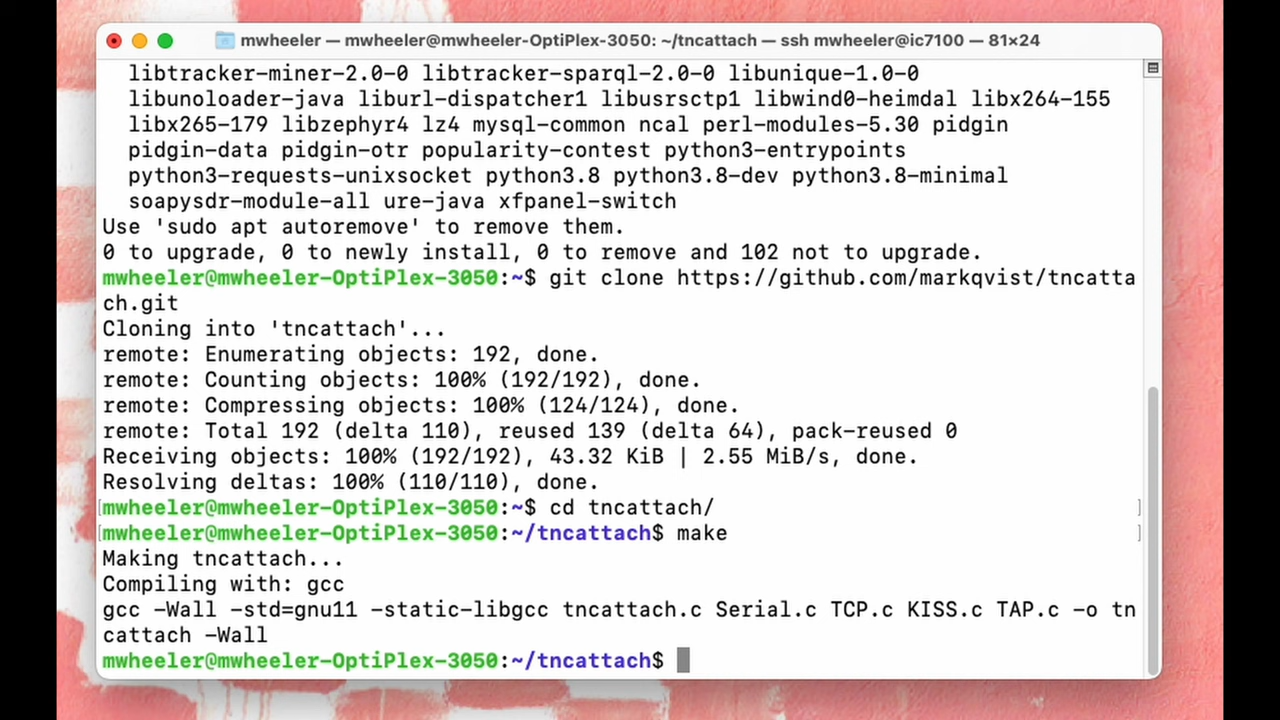 mwheeler — mwheeler@mwheeler-OptiPlex-3050: ~/tncattach — ssh mwheeler@ic7100 — 81×24
libtracker-miner-2.0-0 libtracker-sparql-2.0-0 libunique-1.0-0
libunoloader-java liburl-dispatcher1 libusrsctp1 libwind0-heimdal libx264-155
libx265-179 libzephyr4 lz4 mysql-common ncal perl-modules-5.30 pidgin
pidgin-data pidgin-otr popularity-contest python3-entrypoints
python3-requests-unixsocket python3.8 python3.8-dev python3.8-minimal
soapysdr-module-all ure-java xfpanel-switch
Use 'sudo apt autoremove' to remove them.
0 to upgrade, 0 to newly install, 0 to remove and 102 not to upgrade.
mwheeler@mwheeler-OptiPlex-3050:~$ git clone https://github.com/markqvist/tncatta
ch.git
Cloning into 'tncattach'...
remote: Enumerating objects: 192, done.
remote: Counting objects: 100% (192/192), done.
remote: Compressing objects: 100% (124/124), done.
remote: Total 192 (delta 110), reused 139 (delta 64), pack-reused 0
Receiving objects: 100% (192/192), 43.32 KiB | 2.55 MiB/s, done.
Resolving deltas: 100% (110/110), done.
[mwheeler@mwheeler-OptiPlex-3050:~$ cd tncattach/ ]
[mwheeler@mwheeler-OptiPlex-3050:~/tncattach$ make ]
Making tncattach...
Compiling with: gcc
gcc -Wall -std=gnu11 -static-libgcc tncattach.c Serial.c TCP.c KISS.c TAP.c -o tn
cattach -Wall
mwheeler@mwheeler-OptiPlex-3050:~/tncattach$